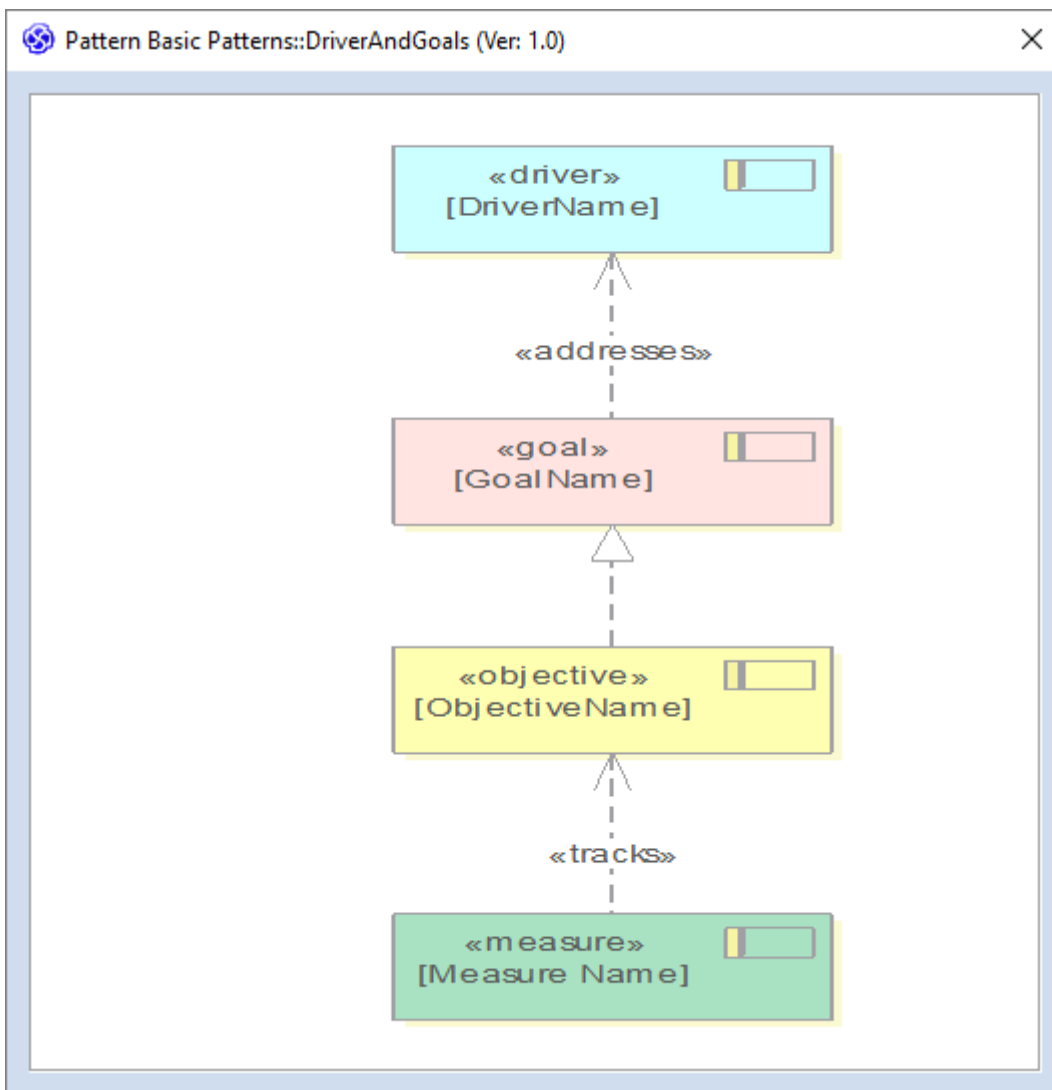 Pattern Basic Patterns::DriverAndGoals (Ver: 1.0)
«driver»
[DriverName]
«addresses»
«goal»
[GoalName]
«objective»
[ObjectiveName]
«tracks»
«measure»
[Measure Name]